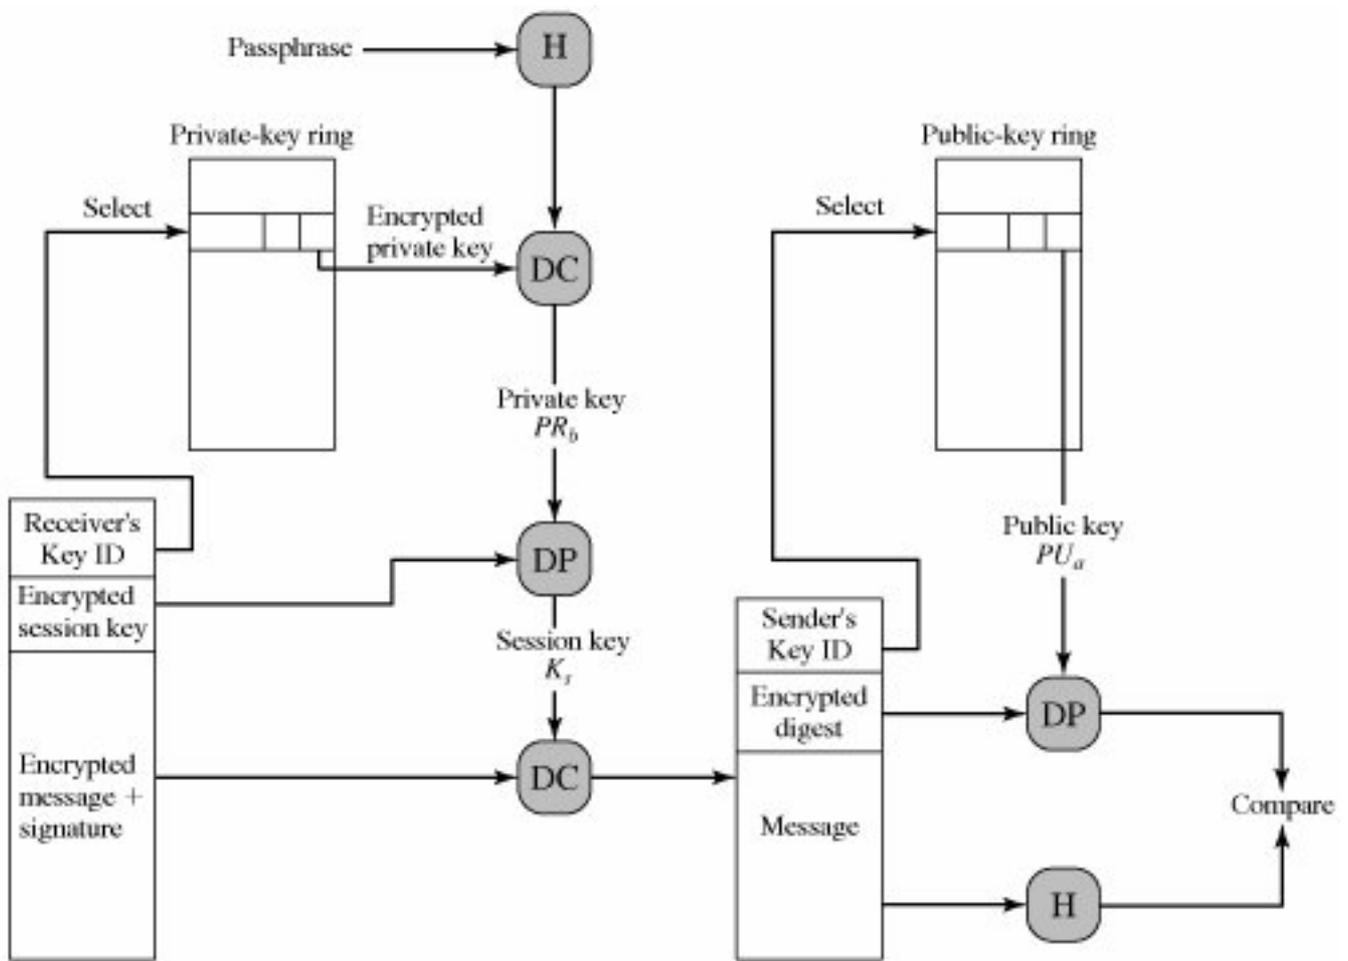 Passphrase
H
Private-key ring
Public-key ring
Select
Encrypted
private key
Select
DC
Private key
PR_b
Receiver's
Key ID
DP
Public key
PU_a
Encrypted
session key
Session key
K_s
Sender's
Key ID
Encrypted
digest
DP
Encrypted
message +
signature
DC
Message
Compare
H